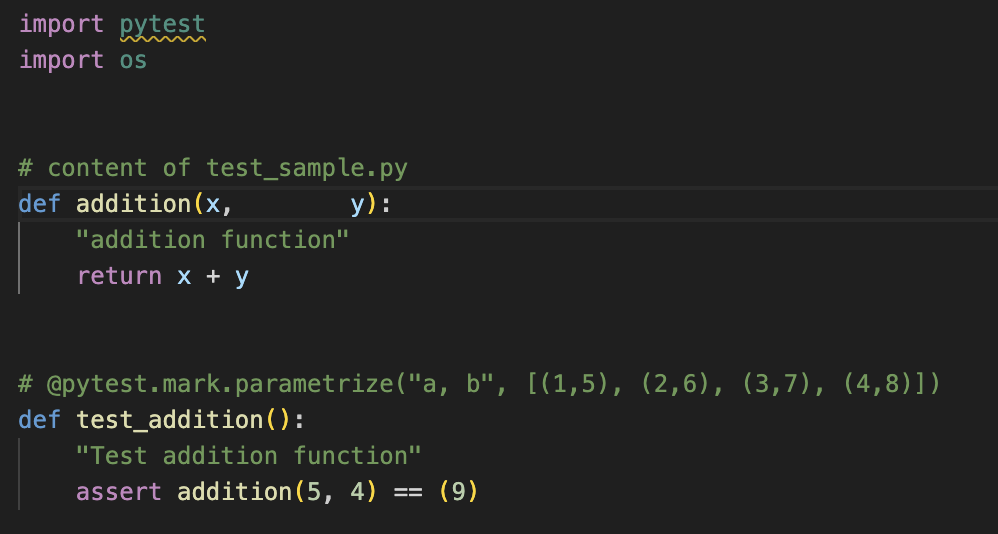 import pytest
import os
# content of test_sample.py
def addition(x,        y):
    "addition function"
    return x + y
# @pytest.mark.parametrize("a, b", [(1,5), (2,6), (3,7), (4,8)])
def test_addition():
    "Test addition function"
    assert addition(5, 4) == (9)